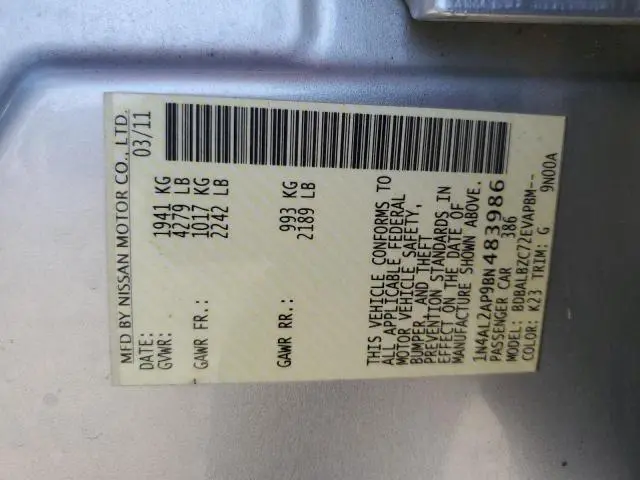 MFD BY NISSAN MOTOR CO., LTD.
DATE: 03/11
GVWR: 1941 KG
4279 LB
GAWR FR.: 1017 KG
2242 LB
GAWR RR.: 993 KG
2189 LB
THIS VEHICLE CONFORMS TO
ALL APPLICABLE FEDERAL
MOTOR VEHICLE SAFETY,
BUMPER, AND THEFT
PREVENTION STANDARDS IN
EFFECT ON THE DATE OF
MANUFACTURE SHOWN ABOVE.
1N4AL2AP9BN483986
PASSENGER CAR 386
MODEL: BDBALBZC72EVAPBM--
COLOR: K23 TRIM: G 9N00A